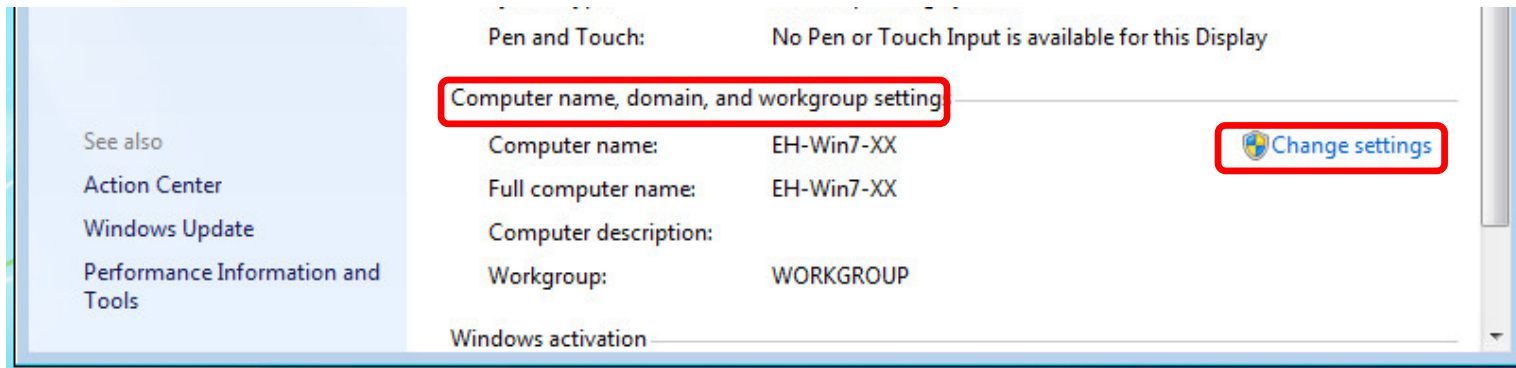 Pen and Touch: No Pen or Touch Input is available for this Display
Computer name, domain, and workgroup settings
See also
Computer name: EH-Win7-XX Change settings
Action Center
Full computer name: EH-Win7-XX
Windows Update
Computer description:
Performance Information and
Tools
Workgroup: WORKGROUP
Windows activation